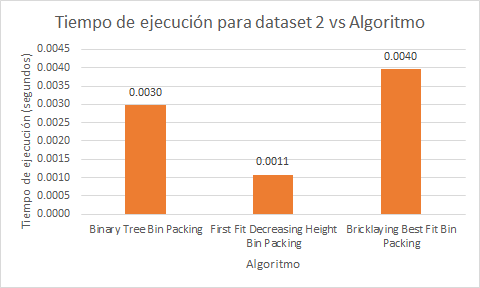 Tiempo de ejecución para dataset 2 vs Algoritmo
Tiempo de ejecución (segundos)
0.0045
0.0040
0.0035
0.0030
0.0025
0.0020
0.0015
0.0010
0.0005
0.0000
0.0030
0.0011
0.0040
Binary Tree Bin Packing
First Fit Decreasing Height
Bin Packing
Bricklaying Best Fit Bin
Packing
Algoritmo